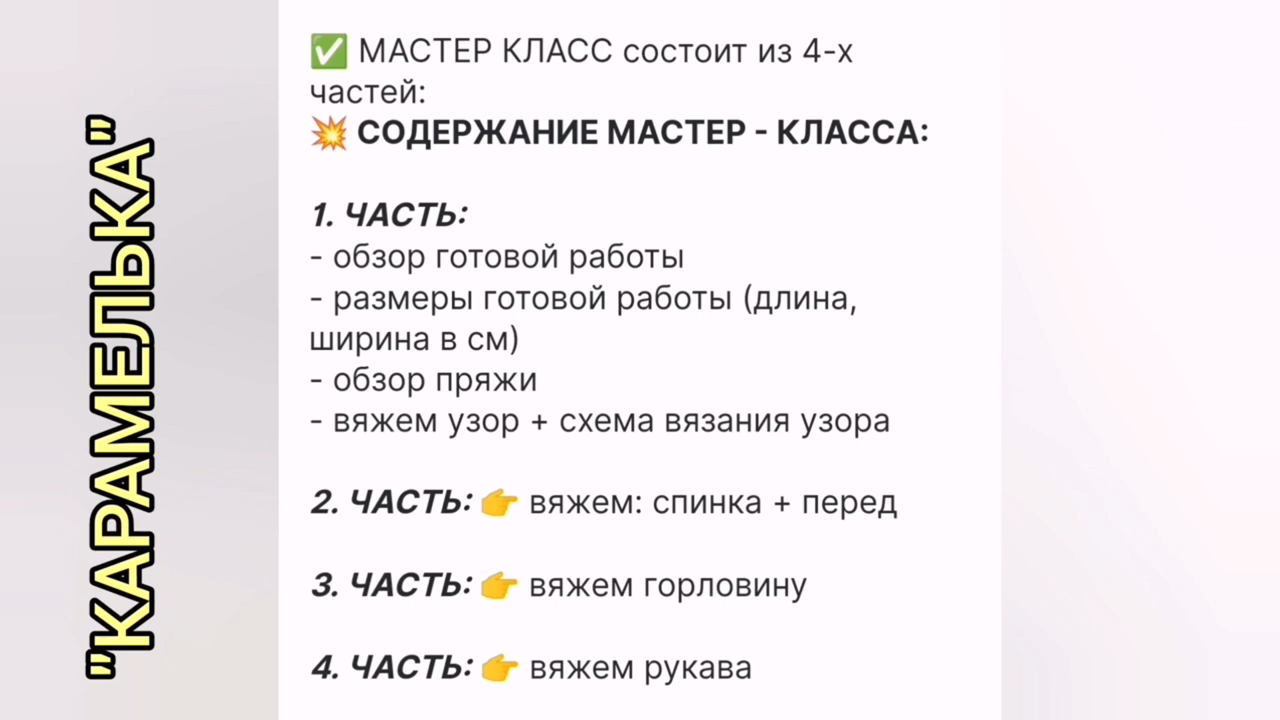 "КАРАМЕЛЬКА"
✅ МАСТЕР КЛАСС состоит из 4-х
частей:
💥 СОДЕРЖАНИЕ МАСТЕР - КЛАССА:
1. ЧАСТЬ:
- обзор готовой работы
- размеры готовой работы (длина,
ширина в см)
- обзор пряжи
- вяжем узор + схема вязания узора
2. ЧАСТЬ: 👉 вяжем: спинка + перед
3. ЧАСТЬ: 👉 вяжем горловину
4. ЧАСТЬ: 👉 вяжем рукава